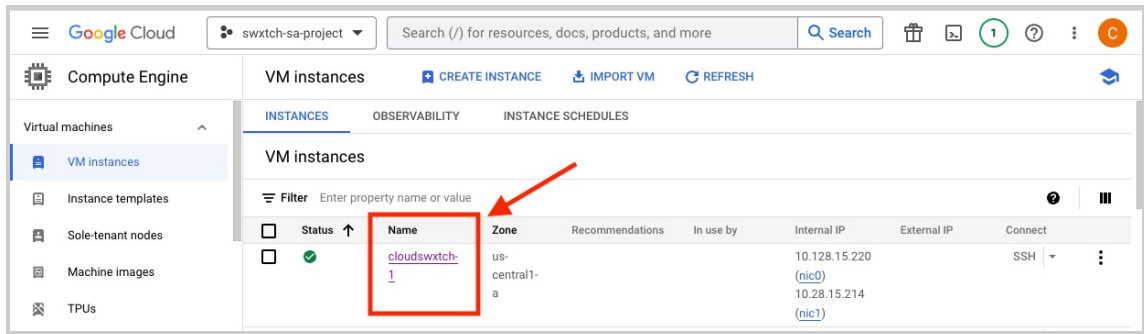 Google Cloud
swxtch-sa-project
Search (/) for resources, docs, products, and more
Search
1
C
Compute Engine
VM instances
CREATE INSTANCE
IMPORT VM
REFRESH
Virtual machines
VM instances
Instance templates
Sole-tenant nodes
Machine images
TPUs
INSTANCES
OBSERVABILITY
INSTANCE SCHEDULES
VM instances
Filter Enter property name or value
Status Name Zone Recommendations In use by Internal IP External IP Connect
cloudswxtch-
1
us-
central1-
a
10.128.15.220
(nic0)
10.28.15.214
(nic1)
SSH